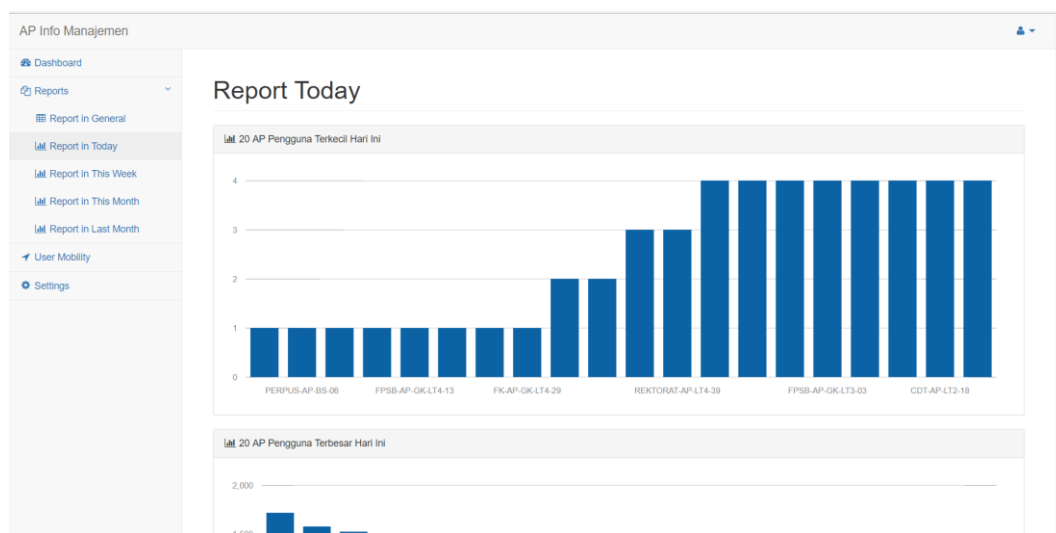 AP Info Manajemen
Dashboard
Reports
Report in General
Report in Today
Report in This Week
Report in This Month
Report in Last Month
User Mobility
Settings
Report Today
20 AP Pengguna Terkecil Hari Ini
4
3
2
1
0
PERPUS-AP-BS-06 FPSB-AP-GK-LT4-13 FK-AP-GK-LT4-29 REKTORAT-AP-LT4-39 FPSB-AP-GK-LT3-03 CDT-AP-LT2-18
20 AP Pengguna Terbesar Hari Ini
2,000
1,500